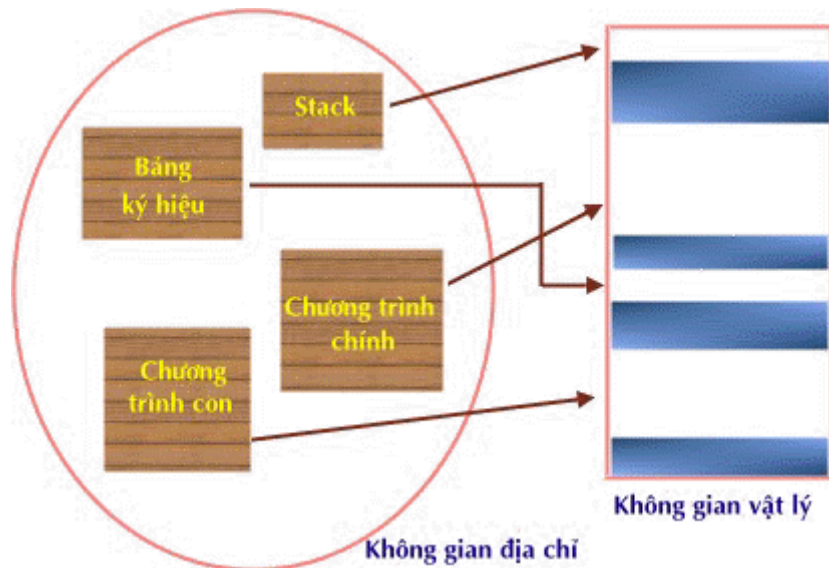 Stack
Bảng
ký hiệu
Chương trình
chính
Chương
trình con
Không gian vật lý
Không gian địa chỉ